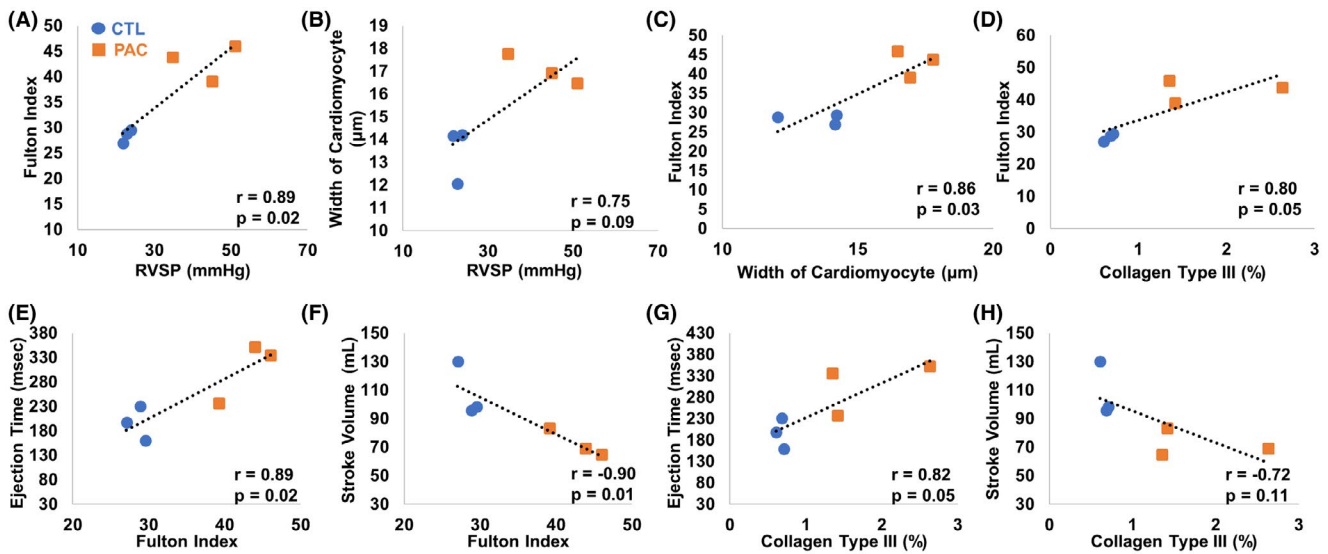 (A)
CTL
PAC
Fulton Index
50
45
40
35
30
25
20
15
10
10
30
50
70
RVSP (mmHg)
r = 0.89
p = 0.02
(B)
Width of Cardiomyocyte
(µm)
19
18
17
16
15
14
13
12
11
10
10
30
50
70
RVSP (mmHg)
r = 0.75
p = 0.09
(C)
Fulton Index
50
45
40
35
30
25
20
15
10
5
0
10
15
20
Width of Cardiomyocyte (µm)
r = 0.86
p = 0.03
(D)
Fulton Index
60
50
40
30
20
10
0
0
1
2
3
Collagen Type III (%)
r = 0.80
p = 0.05
(E)
Ejection Time (msec)
380
330
280
230
180
130
80
30
20
30
40
50
Fulton Index
r = 0.89
p = 0.02
(F)
Stroke Volume (mL)
150
130
110
90
70
50
30
20
30
40
50
Fulton Index
r = -0.90
p = 0.01
(G)
Ejection Time (msec)
430
380
330
280
230
180
130
80
30
0
1
2
3
Collagen Type III (%)
r = 0.82
p = 0.05
(H)
Stroke Volume (mL)
150
130
110
90
70
50
30
0
1
2
3
Collagen Type III (%)
r = -0.72
p = 0.11